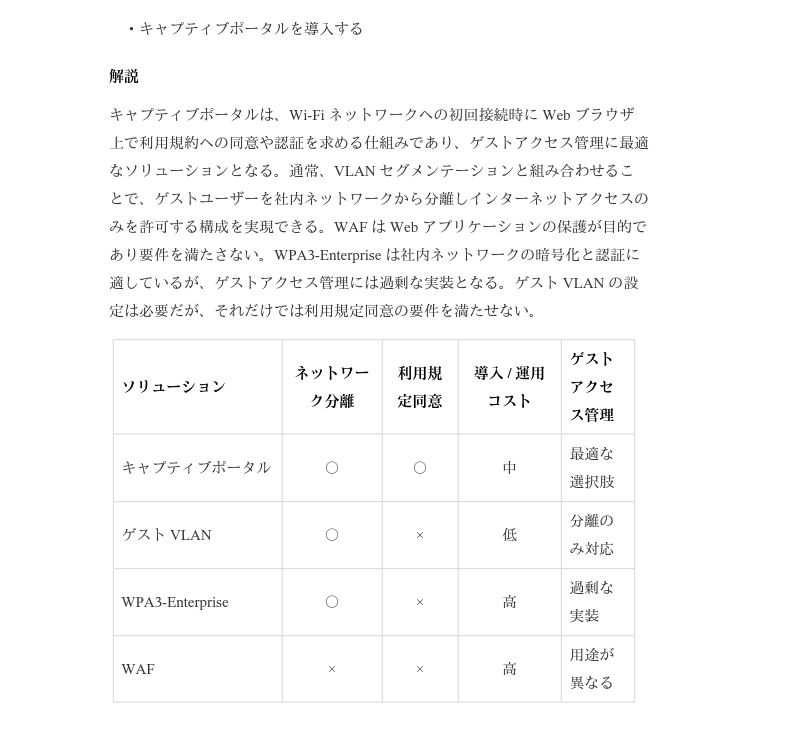 ・キャプティブポータルを導入する
解説
キャプティブポータルは、Wi-Fi ネットワークへの初回接続時に Web ブラウザ
上で利用規約への同意や認証を求める仕組みであり、ゲストアクセス管理に最適
なソリューションとなる。通常、VLAN セグメンテーションと組み合わせるこ
とで、ゲストユーザーを社内ネットワークから分離しインターネットアクセスの
みを許可する構成を実現できる。WAF は Web アプリケーションの保護が目的で
あり要件を満たさない。WPA3-Enterprise は社内ネットワークの暗号化と認証に
適しているが、ゲストアクセス管理には過剰な実装となる。ゲスト VLAN の設
定は必要だが、それだけでは利用規定同意の要件を満たせない。
ソリューション
ネットワー
ク分離
利用規
定同意
導入 / 運用
コスト
ゲスト
アクセ
ス管理
キャプティブポータル
○
○
中
最適な
選択肢
ゲスト VLAN
○
×
低
分離の
み対応
WPA3-Enterprise
○
×
高
過剰な
実装
WAF
×
×
高
用途が
異なる